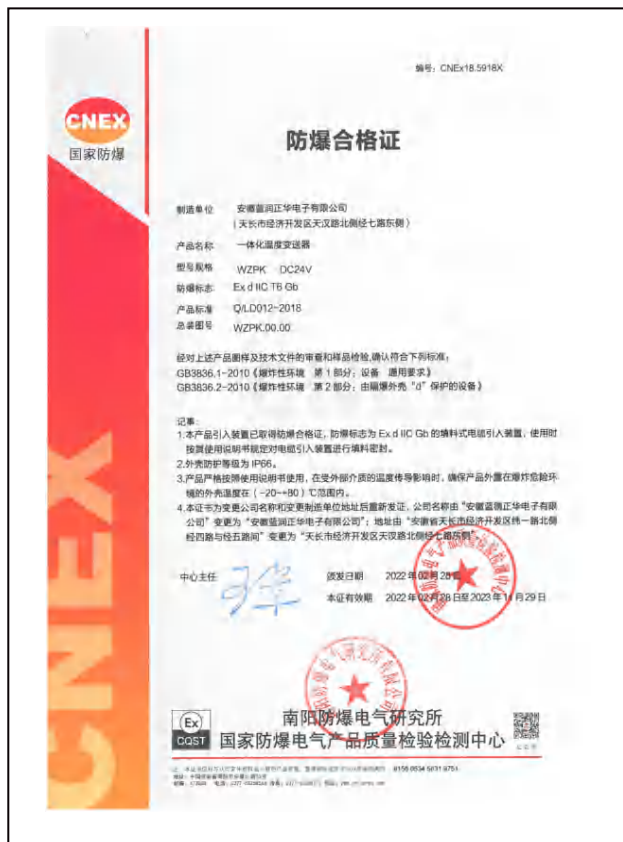 编号：CNEx18.5918X
CNEX
国家防爆
防爆合格证
制造单位 安徽蓝润正华电子有限公司
（天长市经济开发区天汉路北侧经七路东侧）
产品名称 一体化温度变送器
型号规格 WZPK DC24V
防爆标志 Ex d IIC T6 Gb
产品标准 Q/LD012-2018
总装图号 WZPK.00.00
经对上述产品图样及技术文件的审查和样品检验，确认符合下列标准：
GB3836.1-2010《爆炸性环境 第1部分：设备 通用要求》
GB3836.2-2010《爆炸性环境 第2部分：由隔爆外壳“d”保护的设备》
记事：
1.本产品引入装置已取得防爆合格证，防爆标志为 Ex d IIC Gb 的填料式电缆引入装置，使用时
按其使用说明书规定对电缆引入装置进行填料密封。
2.外壳防护等级为 IP66。
3.产品严格按照使用说明书使用，在受外部介质的温度传导影响时，确保产品外露在爆炸危险环
境的外壳温度在（-20~+80）℃范围内。
4.本证书为变更公司名称和变更制造单位地址后重新发证，公司名称由“安徽蓝瑞正华电子有限
公司”变更为“安徽蓝润正华电子有限公司”；地址由“安徽省天长市经济开发区纬一路北侧
经四路与经五路间”变更为“天长市经济开发区天汉路北侧经七路东侧”。
中心主任 颁发日期 2022年02月28日
本证有效期 2022年02月28日至2023年11月29日
CNEX
Ex
CQST
南阳防爆电气研究所
国家防爆电气产品质量检验检测中心